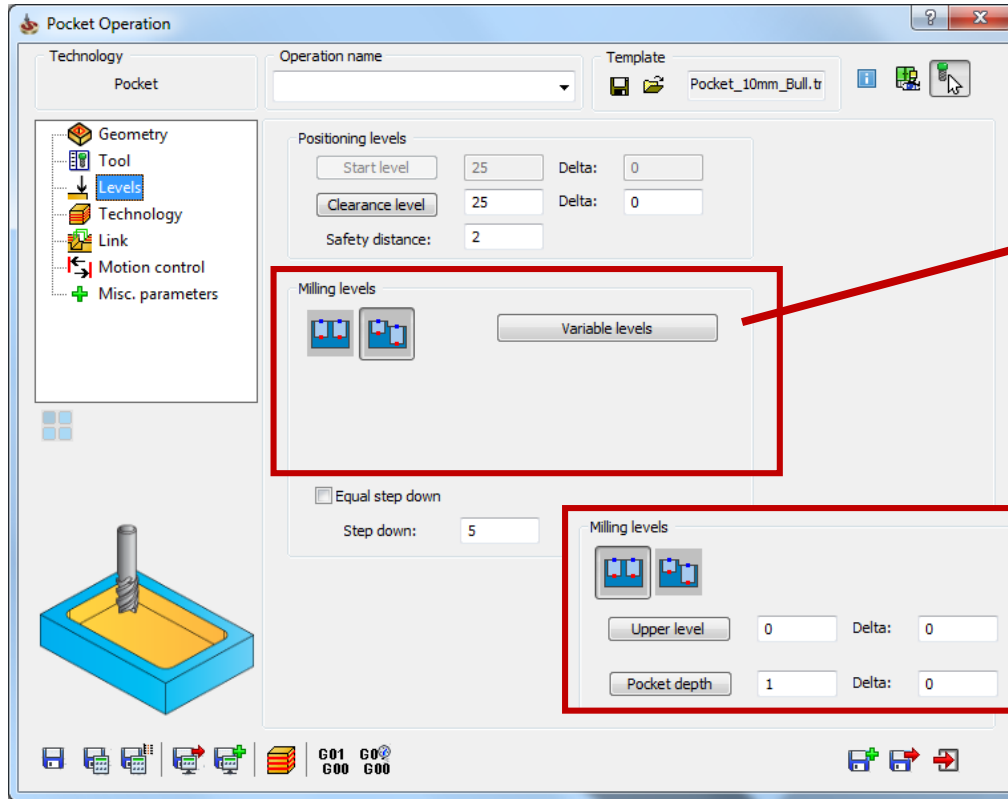 Pocket Operation
Technology
Pocket
Operation name
Template
Pocket_10mm_Bull.tr
Geometry
Tool
Levels
Technology
Link
Motion control
Misc. parameters
Positioning levels
Start level 25 Delta: 0
Clearance level 25 Delta: 0
Safety distance: 2
Milling levels
Variable levels
Equal step down
Step down: 5
Milling levels
Upper level 0 Delta: 0
Pocket depth 1 Delta: 0
G01 G00
G00 G00